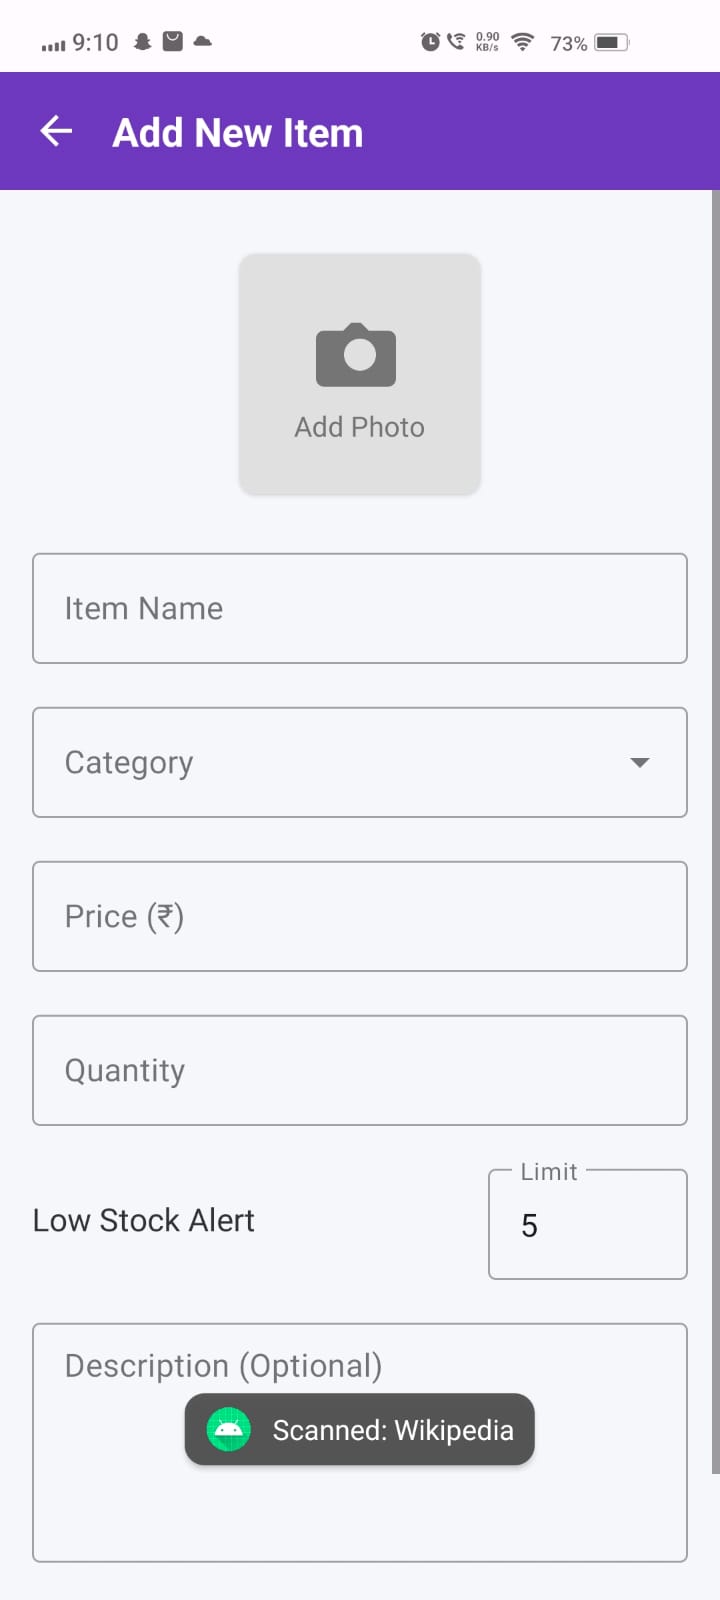 9:10 0.90 KB/s 73%
Add New Item
Add Photo
Item Name
Category
Price (₹)
Quantity
Limit
Low Stock Alert
5
Description (Optional)
Scanned: Wikipedia